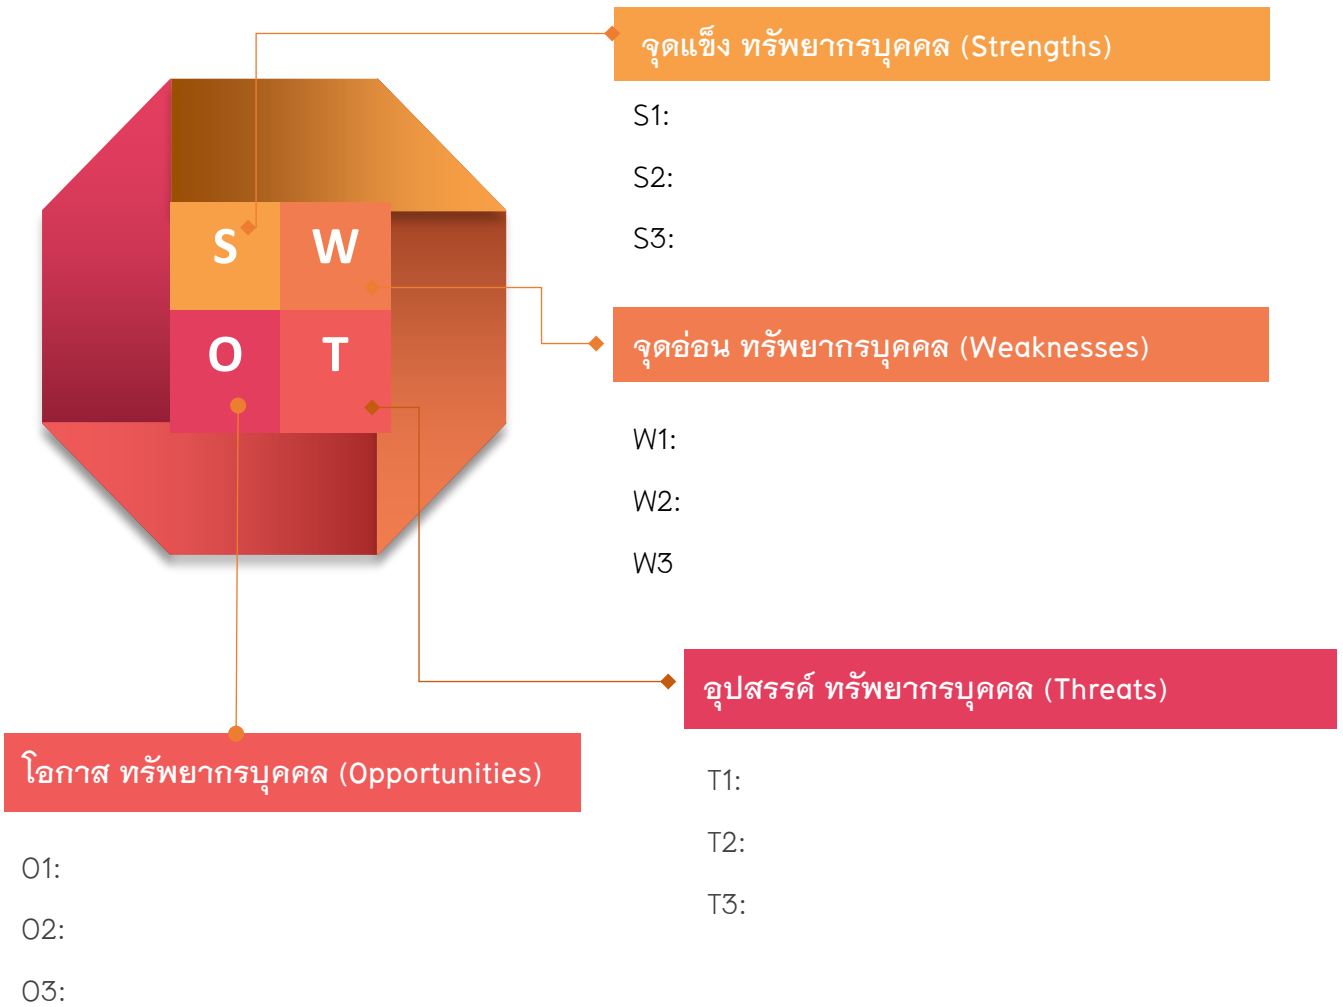 จุดแข็ง ทรัพยากรบุคคล (Strengths)
S1:
S2:
S3:
S W
O T
จุดอ่อน ทรัพยากรบุคคล (Weaknesses)
W1:
W2:
W3
อุปสรรค์ ทรัพยากรบุคคล (Threats)
T1:
T2:
T3:
โอกาส ทรัพยากรบุคคล (Opportunities)
O1:
O2:
O3: